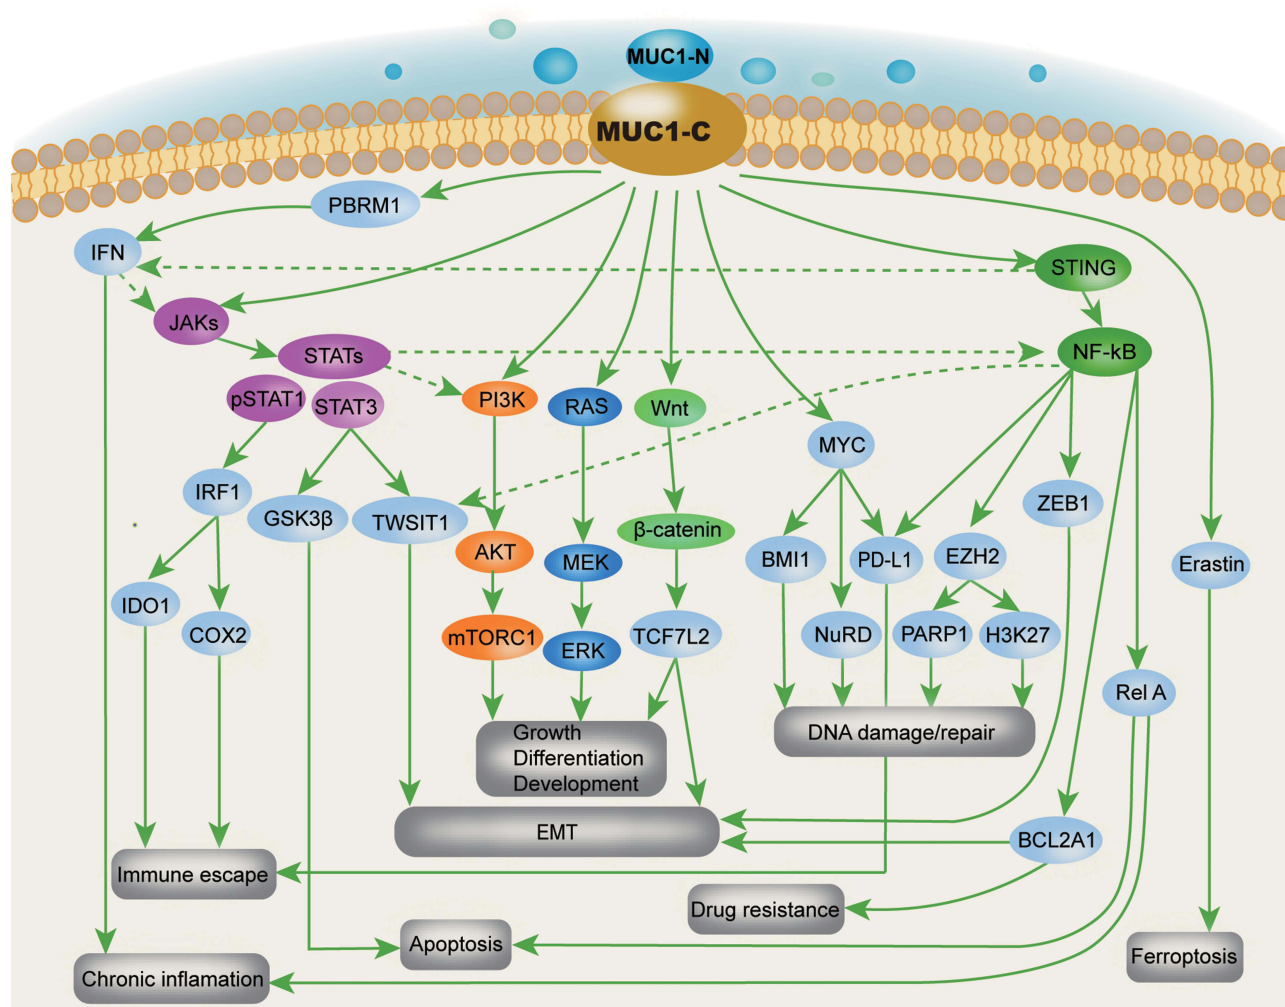 MUC1-N
MUC1-C
PBRM1
IFN
STING
JAKs
STATs
NF-kB
pSTAT1
STAT3
PI3K
RAS
Wnt
MYC
IRF1
GSK3β
TWSIT1
β-catenin
ZEB1
AKT
MEK
BMI1
PD-L1
EZH2
Erastin
IDO1
COX2
mTORC1
ERK
TCF7L2
NuRD
PARP1
H3K27
Rel A
Growth
Differentiation
Development
DNA damage/repair
EMT
BCL2A1
Immune escape
Drug resistance
Apoptosis
Ferroptosis
Chronic inflamation